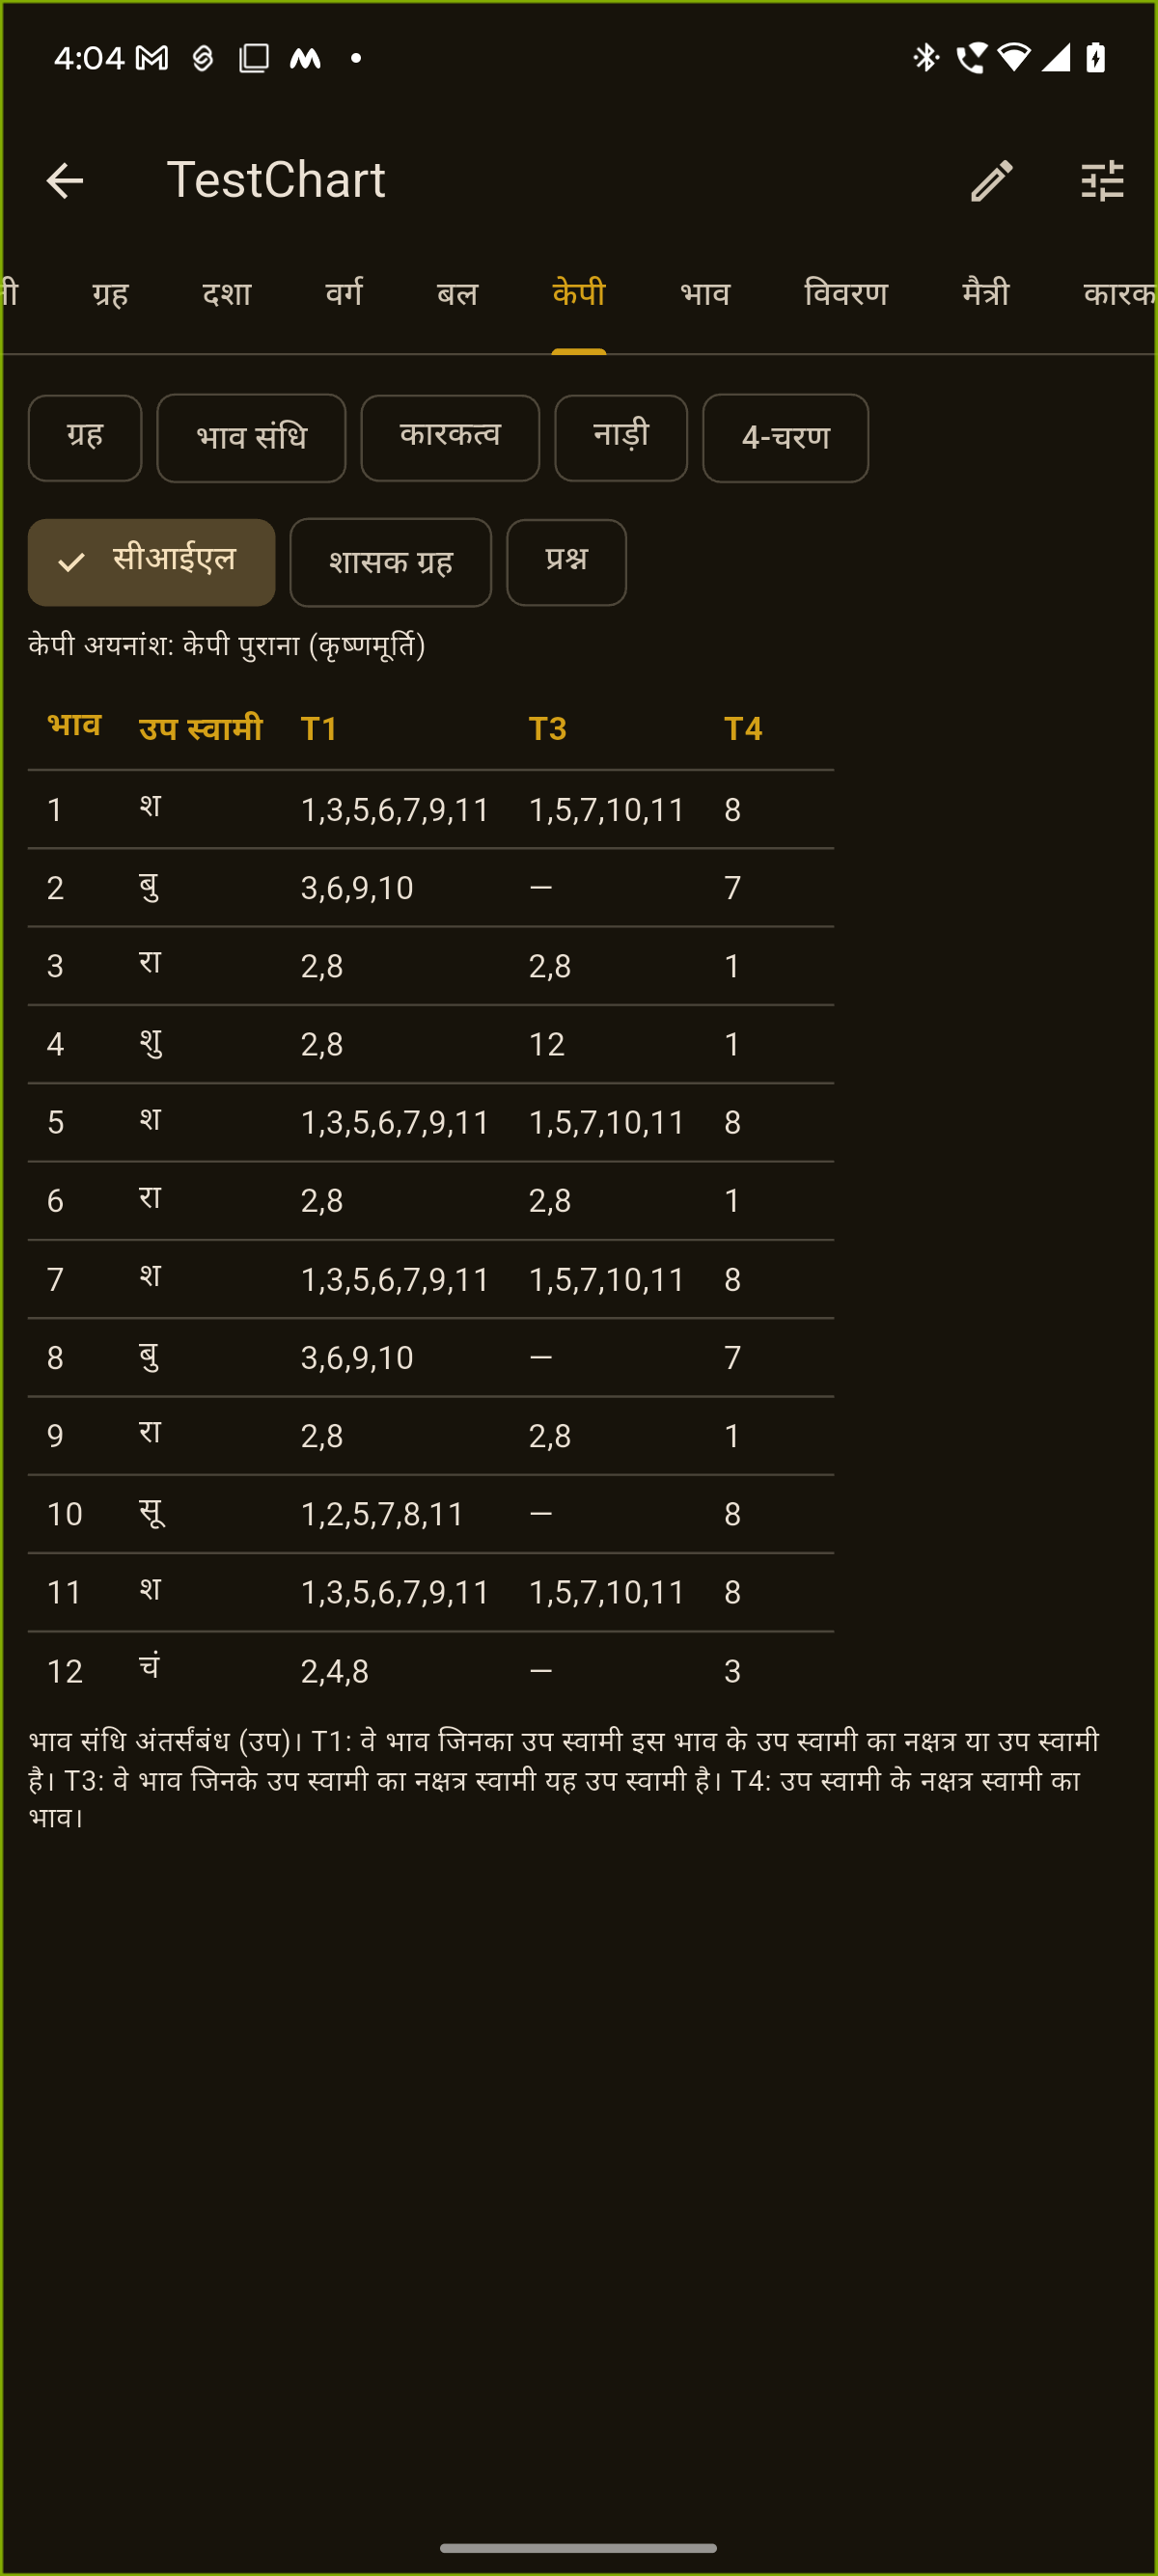 4:04
TestChart
ग्रह दशा वर्ग बल केपी भाव विवरण मैत्री कारक
ग्रह भाव संधि कारकत्व नाड़ी 4-चरण
सीआईएल शासक ग्रह प्रश्न
केपी अयनांश: केपी पुराना (कृष्णमूर्ति)
भाव उप स्वामी T1 T3 T4
1 श 1,3,5,6,7,9,11 1,5,7,10,11 8
2 बु 3,6,9,10 — 7
3 रा 2,8 2,8 1
4 शु 2,8 12 1
5 श 1,3,5,6,7,9,11 1,5,7,10,11 8
6 रा 2,8 2,8 1
7 श 1,3,5,6,7,9,11 1,5,7,10,11 8
8 बु 3,6,9,10 — 7
9 रा 2,8 2,8 1
10 सू 1,2,5,7,8,11 — 8
11 श 1,3,5,6,7,9,11 1,5,7,10,11 8
12 चं 2,4,8 — 3
भाव संधि अंतर्संबंध (उप)। T1: वे भाव जिनका उप स्वामी इस भाव के उप स्वामी का नक्षत्र या उप स्वामी
है। T3: वे भाव जिनके उप स्वामी का नक्षत्र स्वामी यह उप स्वामी है। T4: उप स्वामी के नक्षत्र स्वामी का
भाव।